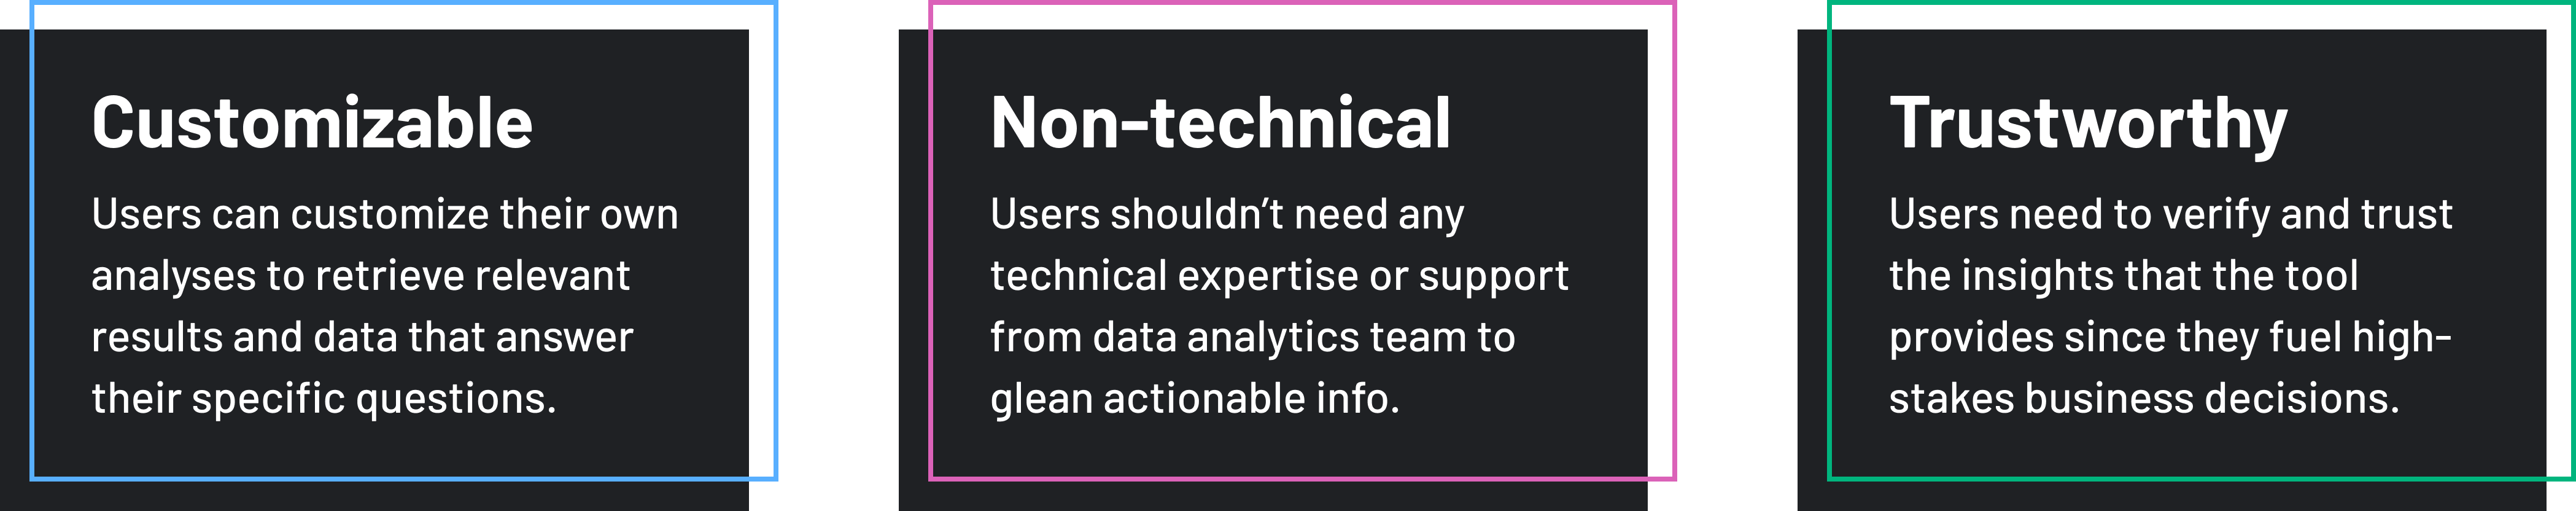 Customizable
Users can customize their own
analyses to retrieve relevant
results and data that answer
their specific questions.
Non-technical
Users shouldn’t need any
technical expertise or support
from data analytics team to
glean actionable info.
Trustworthy
Users need to verify and trust
the insights that the tool
provides since they fuel high-
stakes business decisions.